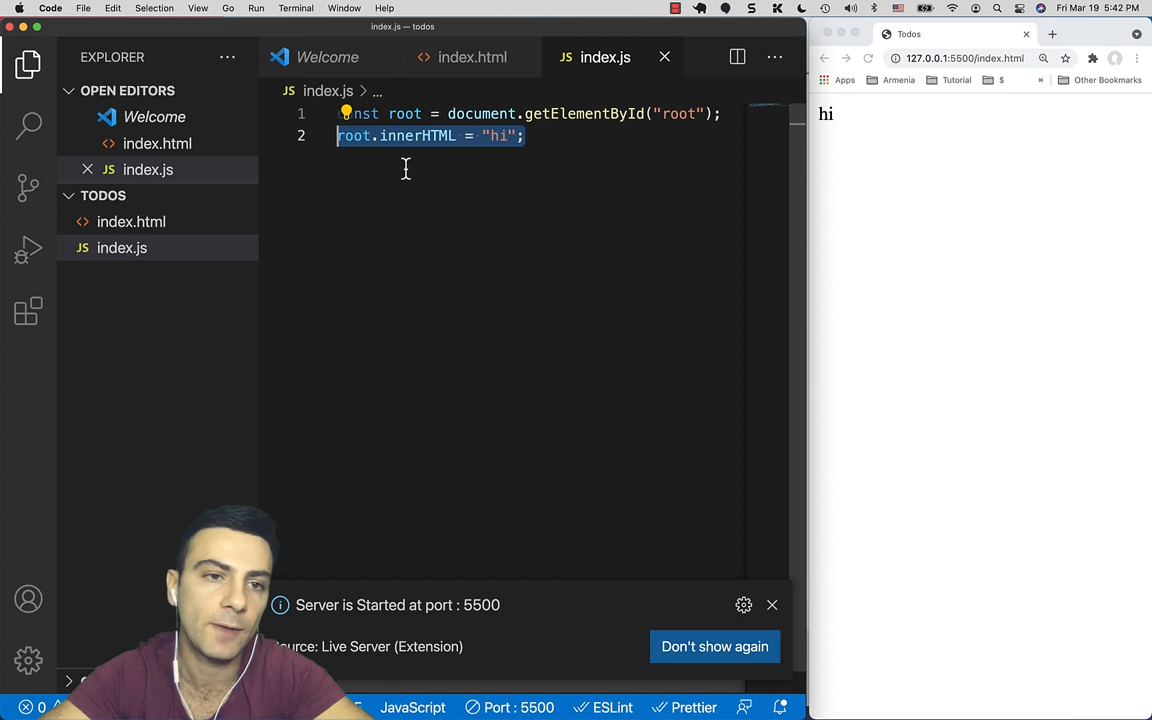 Code File Edit Selection View Go Run Terminal Window Help Fri Mar 19 5:42 PM
index.js — todos
EXPLORER
Welcome
index.html
index.js
OPEN EDITORS
Welcome
index.html
JS index.js
TODOS
index.html
JS index.js
JS index.js > ...
1 nst root = document.getElementById("root");
2 root.innerHTML = "hi";
Server is Started at port : 5500
Source: Live Server (Extension)
Don't show again
0
JavaScript
Port : 5500
ESLint
Prettier
Todos
127.0.0.1:5500/index.html
Apps
Armenia
Tutorial
$
»
Other Bookmarks
hi